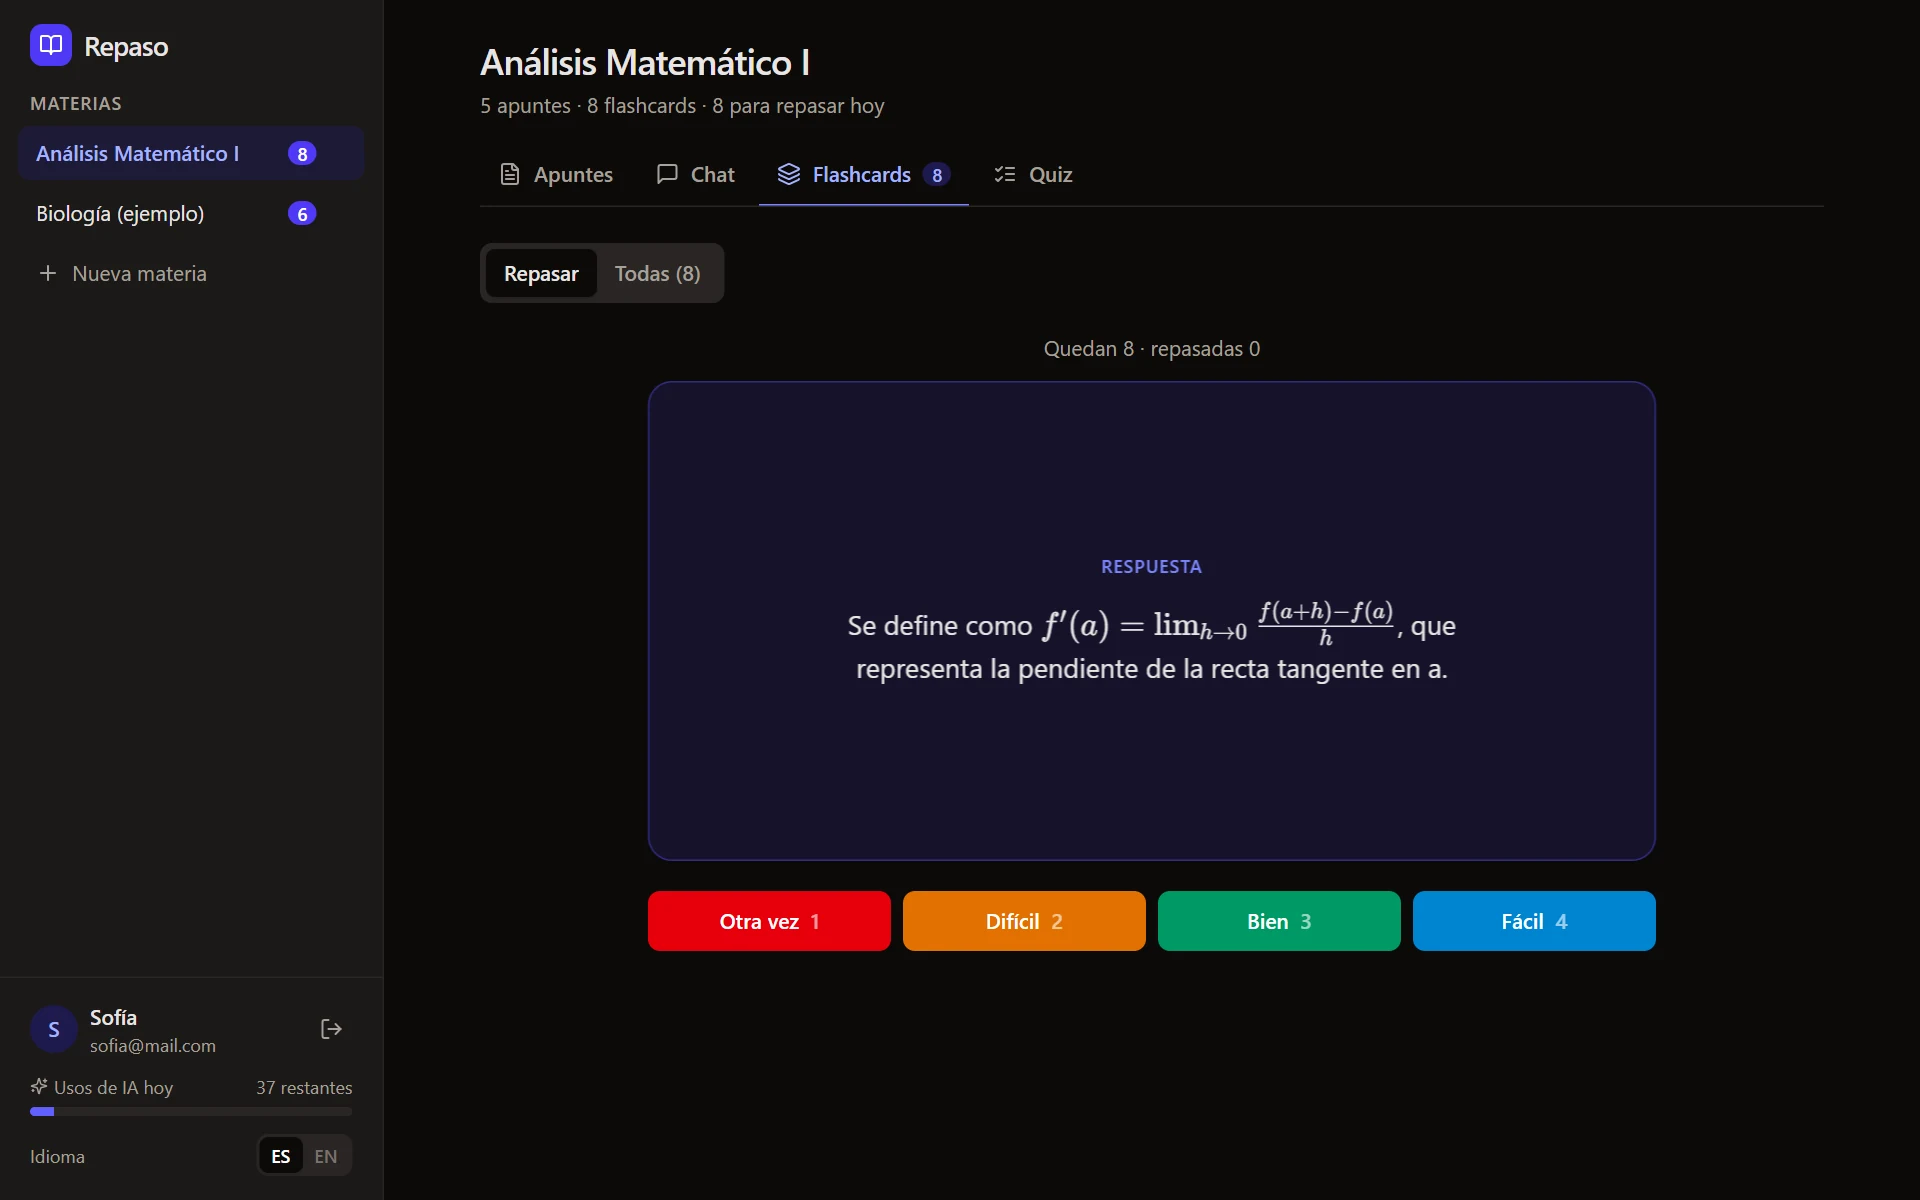 Repaso
MATERIAS
Análisis Matemático I 8
Biología (ejemplo) 6
+ Nueva materia
Análisis Matemático I
5 apuntes · 8 flashcards · 8 para repasar hoy
Apuntes Chat Flashcards 8 Quiz
Repasar Todas (8)
Quedan 8 · repasadas 0
RESPUESTA
Se define como f′(a) = lim_{h→0} \frac{f(a+h)−f(a)}{h}, que
representa la pendiente de la recta tangente en a.
Otra vez 1 Difícil 2 Bien 3 Fácil 4
S
Sofía
sofia@mail.com
Usos de IA hoy 37 restantes
Idioma ES EN